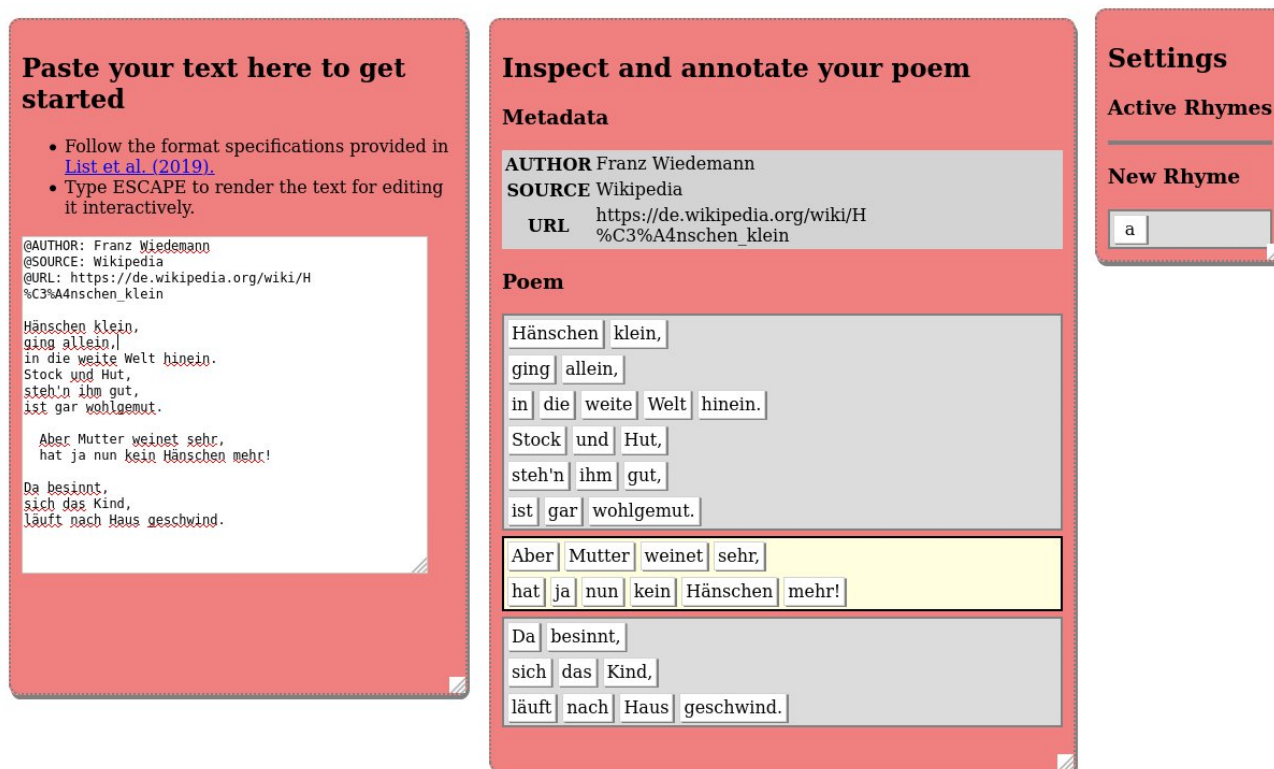 Paste your text here to get
started
• Follow the format specifications provided in
List et al. (2019).
• Type ESCAPE to render the text for editing
it interactively.
@AUTHOR: Franz Wiedemann
@SOURCE: Wikipedia
@URL: https://de.wikipedia.org/wiki/H
%C3%A4nschen_klein
Hänschen klein,
ging allein,
in die weite Welt hinein.
Stock und Hut,
steh'n ihm gut,
ist gar wohlgemut.
Aber Mutter weinet sehr,
hat ja nun kein Hänschen mehr!
Da besinnt,
sich das Kind,
läuft nach Haus geschwind.
Inspect and annotate your poem
Metadata
AUTHOR Franz Wiedemann
SOURCE Wikipedia
URL https://de.wikipedia.org/wiki/H
%C3%A4nschen_klein
Poem
Hänschen klein,
ging allein,
in die weite Welt hinein.
Stock und Hut,
steh'n ihm gut,
ist gar wohlgemut.
Aber Mutter weinet sehr,
hat ja nun kein Hänschen mehr!
Da besinnt,
sich das Kind,
läuft nach Haus geschwind.
Settings
Active Rhymes
New Rhyme
a